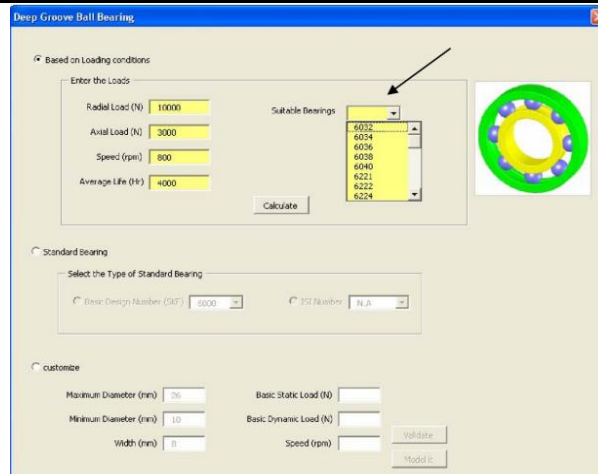 Deep Groove Ball Bearing
Based on Loading conditions
Enter the Loads
Radial Load (N) 10000
Suitable Bearings
Axial Load (N) 3000
Speed (rpm) 800
Average Life (Hr) 4000
6032
6034
6036
6038
6040
6221
6222
6224
Calculate
Standard Bearing
Select the Type of Standard Bearing
Basic Design Number (SKF) 6000
ISI Number N.A
customize
Maximum Diameter (mm) 26
Basic Static Load (N)
Minimum Diameter (mm) 10
Basic Dynamic Load (N)
Width (mm) 8
Speed (rpm)
Validate
Model it